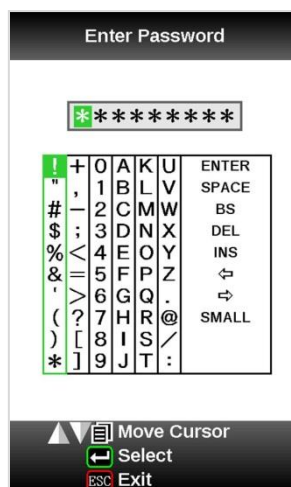 Enter Password
*********
! + 0 A K U ENTER
" , 1 B L V SPACE
# – 2 C M W BS
$ ; 3 D N X DEL
% < 4 E O Y INS
& = 5 F P Z ⇦
' > 6 G Q . ⇨
( ? 7 H R @ SMALL
) [ 8 I S /
* ] 9 J T :
Move Cursor
Select
ESC Exit